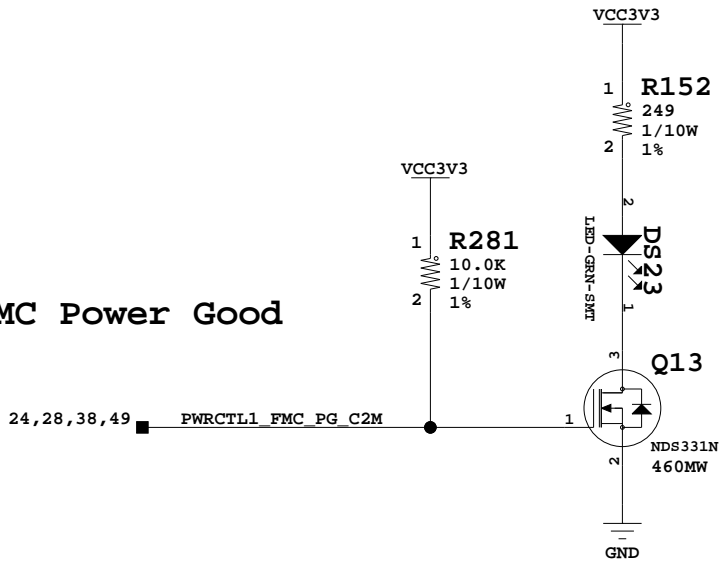 VCC3V3
1
R152
249
1/10W
2
1%
VCC3V3
2
1
R281
10.0K
1/10W
2
1%
LED-GRN-SMT
DS23
1
MC Power Good
3
Q13
24,28,38,49
PWRCTL1_FMC_PG_C2M
1
NDS331N
2
460MW
GND